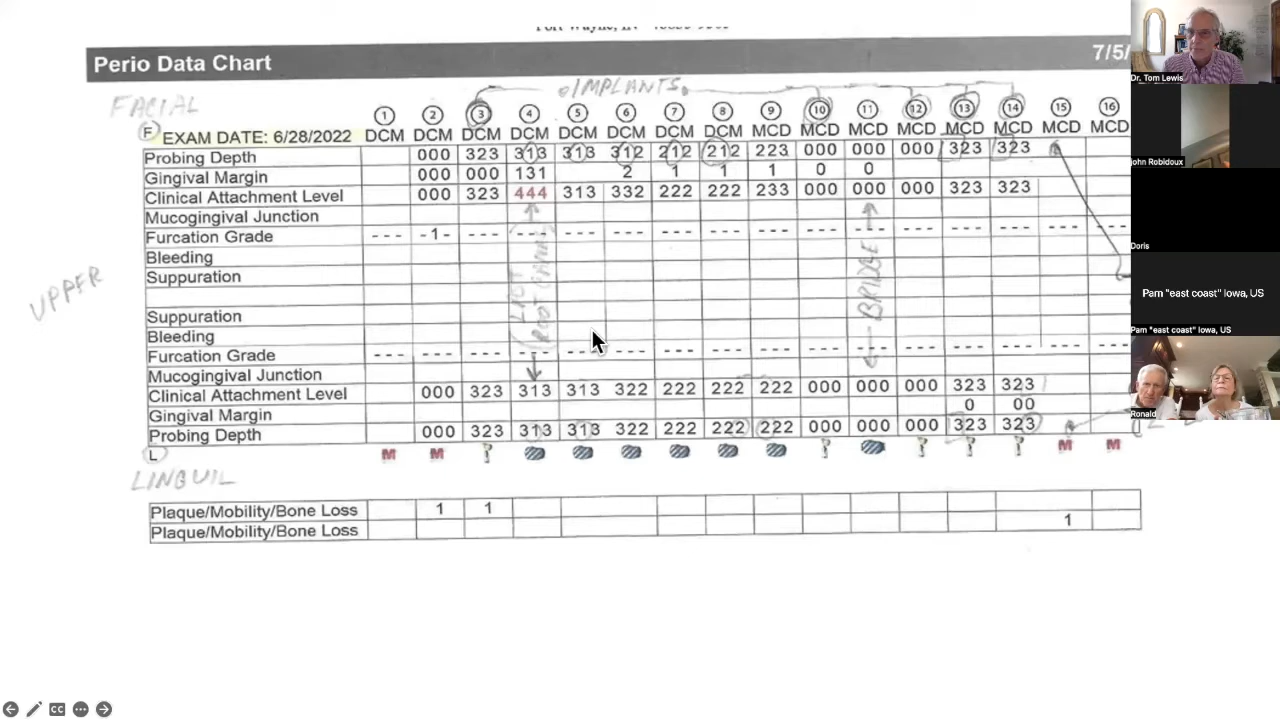 Perio Data Chart 7/5/
Dr. Tom Lewis
FACIAL
IMPLANTS
1 2 3 4 5 6 7 8 9 10 11 12 13 14 15 16
F EXAM DATE: 6/28/2022 DCM DCM DCM DCM DCM DCM DCM DCM MCD MCD MCD MCD MCD MCD MCD MCD
Probing Depth 000 323 313 313 312 212 212 223 000 000 000 323 323
john Robidoux
Gingival Margin 000 000 131 2 1 1 1 0 0
Clinical Attachment Level 000 323 444 313 332 222 222 233 000 000 000 323 323
Mucogingival Junction
Furcation Grade --- -1- --- --- --- --- --- --- --- --- --- --- --- --- --- ---
Doris
Bleeding
Suppuration
UPPER
ROOT CANAL
BRIDGE
Pam "east coast" Iowa, US
Suppuration
Pam "east coast" Iowa, US
Bleeding
Furcation Grade --- --- --- --- --- --- --- --- --- --- --- --- --- --- --- ---
Mucogingival Junction
Clinical Attachment Level 000 323 313 313 322 222 222 222 000 000 000 323 323
Gingival Margin 0 00
Ronald
Probing Depth 000 323 313 313 322 222 222 222 000 000 000 323 323
L M M M M
LINGUIL
Plaque/Mobility/Bone Loss 1 1
Plaque/Mobility/Bone Loss 1
CC